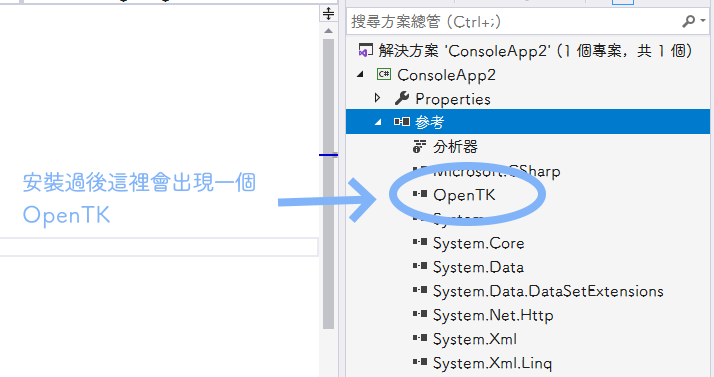 搜尋方案總管 (Ctrl+;)
解決方案 'ConsoleApp2' (1 個專案，共 1 個)
C# ConsoleApp2
Properties
參考
分析器
Microsoft.CSharp
安裝過後這裡會出現一個
OpenTK
OpenTK
System
System.Core
System.Data
System.Data.DataSetExtensions
System.Net.Http
System.Xml
System.Xml.Linq